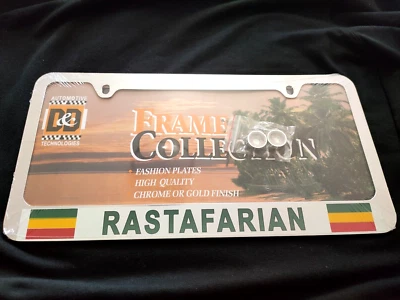 AUTOMOTIVE
D&i
TECHNOLOGIES
FRAME
COLLECTION
• FASHION PLATES
HIGH QUALITY
CHROME OR GOLD FINISH
RASTAFARIAN